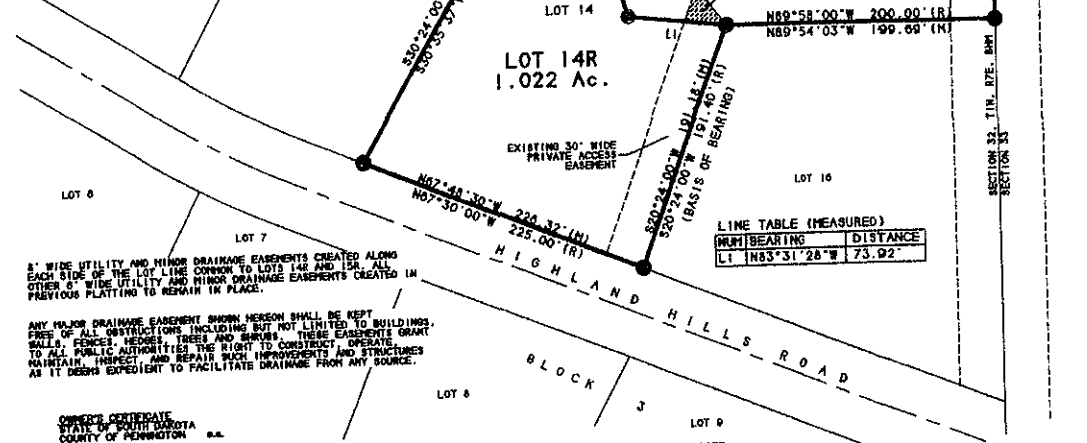 LOT 14
S30°24'00"
S30°35'37"
L1
N69°58'00"W 200.00'(R)
N89°54'03"W 199.69'(M)
LOT 14R
1.022 Ac.
EXISTING 30' WIDE
PRIVATE ACCESS
EASEMENT
S20°24'00"W 191.18'(M)
S20°24'00"W 191.40'(R)
(BASIS OF BEARING)
SECTION 32, T1N, R7E, BHM
SECTION 33
LOT 6
LOT 16
N67°48'30"W 226.32'(M)
N67°30'00"W 225.00'(R)
LINE TABLE (MEASURED)
NUM BEARING DISTANCE
L1 N83°31'28"W 73.92'
LOT 7
8' WIDE UTILITY AND MINOR DRAINAGE EASEMENTS CREATED ALONG
EACH SIDE OF THE LOT LINE COMMON TO LOTS 14R AND 15R. ALL
OTHER 8' WIDE UTILITY AND MINOR DRAINAGE EASEMENTS CREATED IN
PREVIOUS PLATTING TO REMAIN IN PLACE.
HIGHLAND HILLS ROAD
ANY MAJOR DRAINAGE EASEMENT SHOWN HEREON SHALL BE KEPT
FREE OF ALL OBSTRUCTIONS INCLUDING BUT NOT LIMITED TO BUILDINGS,
WALLS, FENCES, HEDGES, TREES AND SHRUBS. THESE EASEMENTS GRANT
TO ALL PUBLIC AUTHORITIES THE RIGHT TO CONSTRUCT, OPERATE,
MAINTAIN, INSPECT, AND REPAIR SUCH IMPROVEMENTS AND STRUCTURES
AS IT DEEMS EXPEDIENT TO FACILITATE DRAINAGE FROM ANY SOURCE.
BLOCK 3
LOT 8
LOT 9
OWNER'S CERTIFICATE
STATE OF SOUTH DAKOTA
COUNTY OF PENNINGTON s.s.